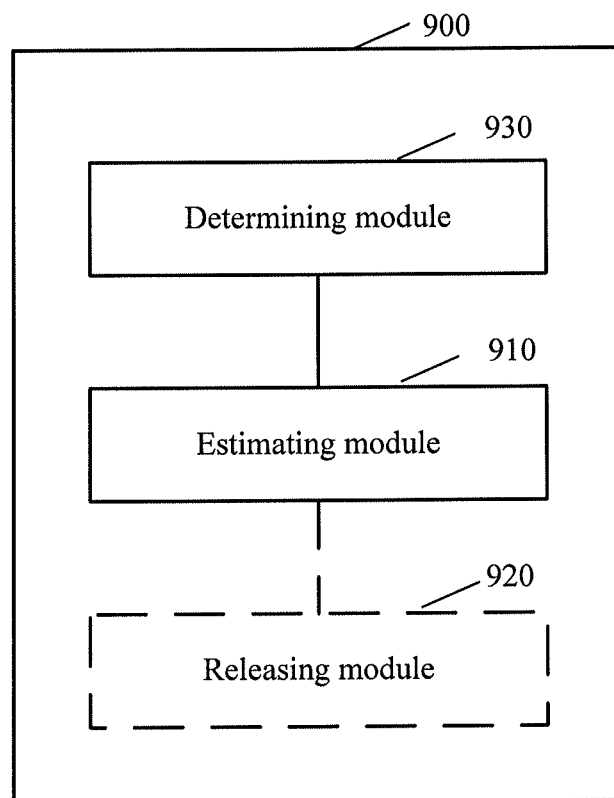 900
930
Determining module
910
Estimating module
920
Releasing module